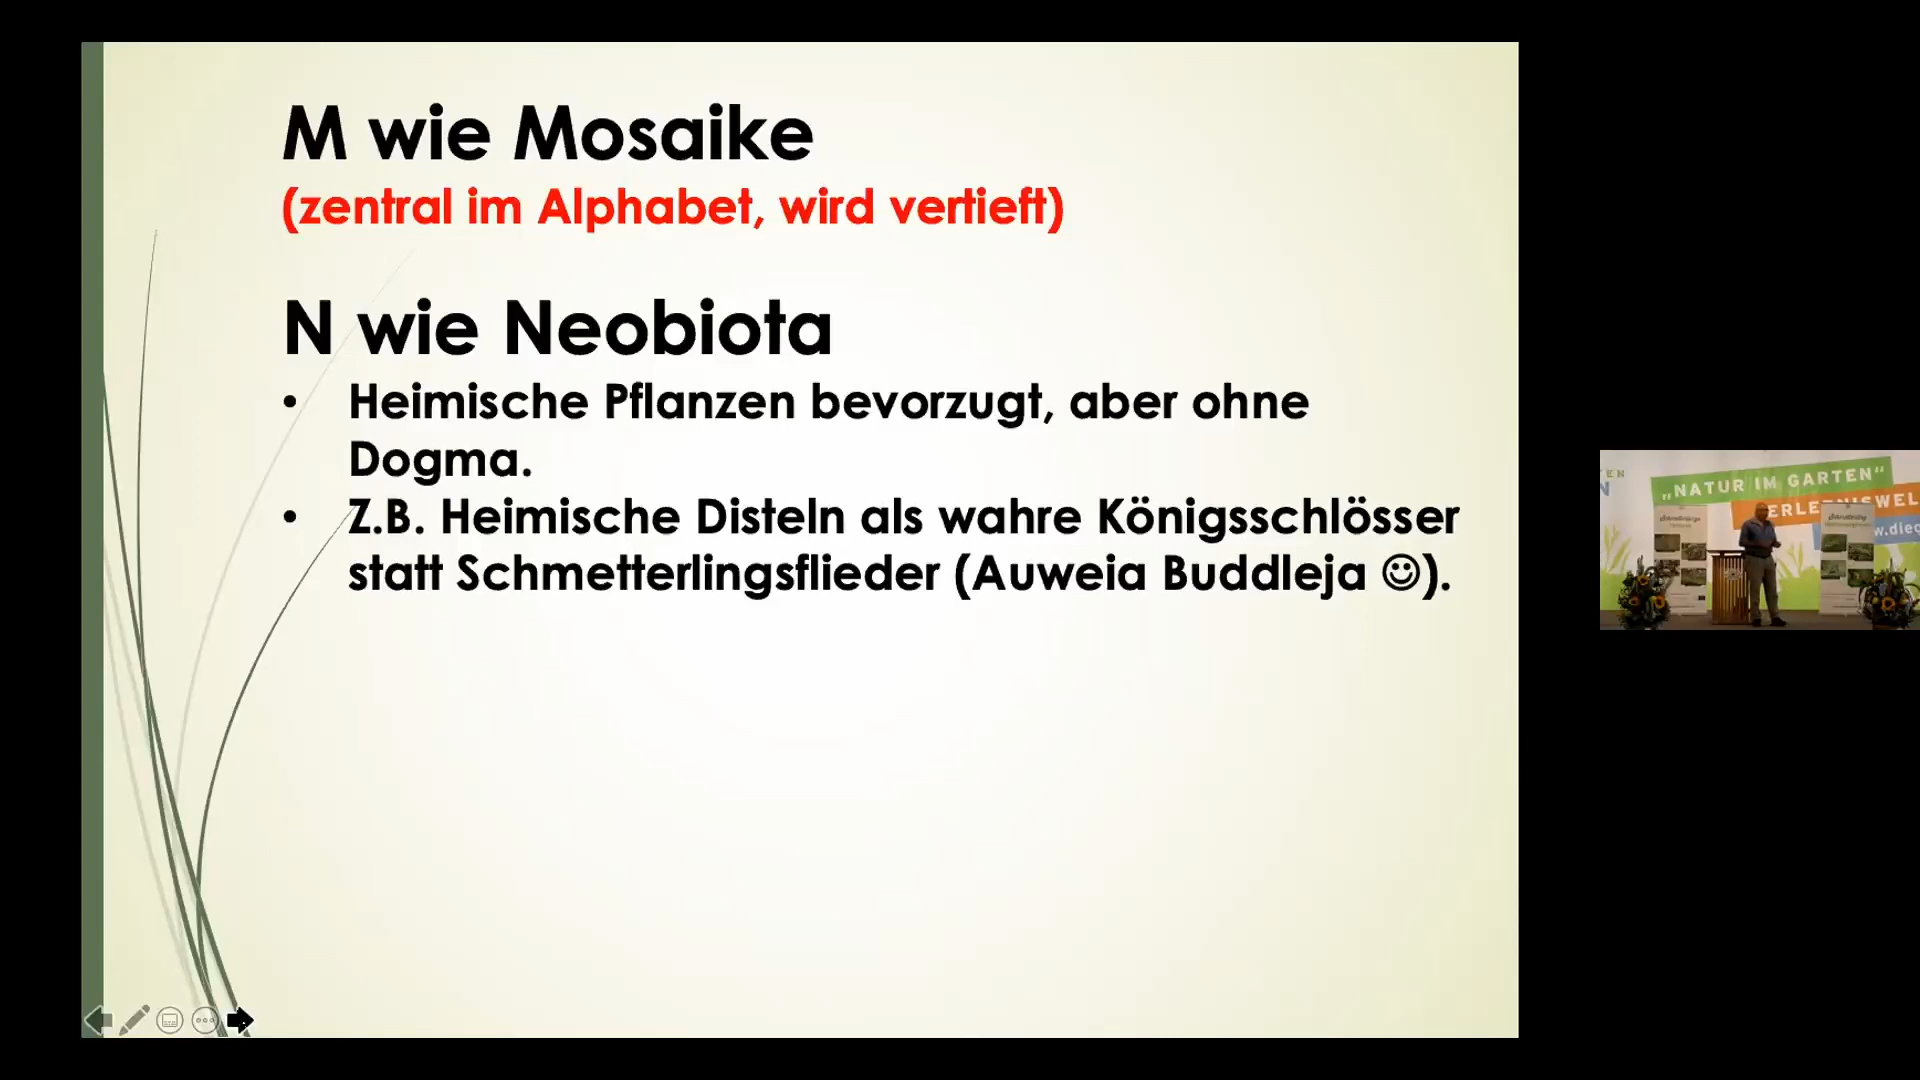 M wie Mosaike
(zentral im Alphabet, wird vertieft)
N wie Neobiota
• Heimische Pflanzen bevorzugt, aber ohne
Dogma.
• Z.B. Heimische Disteln als wahre Königsschlösser
statt Schmetterlingsflieder (Auweia Buddleja ☺).
„NATUR IM GARTEN“